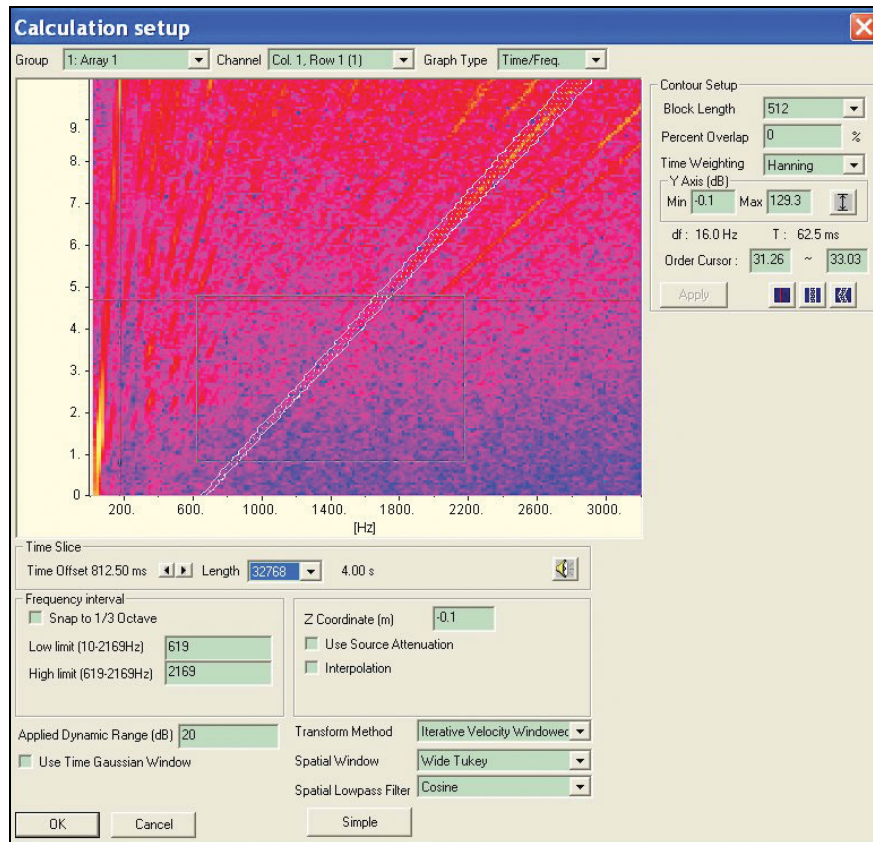 Calculation setup
Group 1: Array 1 Channel Col. 1, Row 1 (1) Graph Type Time/Freq.
Contour Setup
Block Length 512
Percent Overlap 0 %
Time Weighting Hanning
Y Axis (dB)
Min -0.1 Max 129.3
df : 16.0 Hz T : 62.5 ms
Order Cursor : 31.26 ~ 33.03
Apply
9.
8.
7.
6.
5.
4.
3.
2.
1.
0
200. 600. 1000. 1400. 1800. 2200. 2600. 3000.
[Hz]
Time Slice
Time Offset 812.50 ms Length 32768 4.00 s
Frequency interval
Snap to 1/3 Octave
Low limit (10-2169Hz) 619
High limit (619-2169Hz) 2169
Z Coordinate (m) -0.1
Use Source Attenuation
Interpolation
Applied Dynamic Range (dB) 20
Use Time Gaussian Window
Transform Method Iterative Velocity Windowed
Spatial Window Wide Tukey
Spatial Lowpass Filter Cosine
OK Cancel Simple